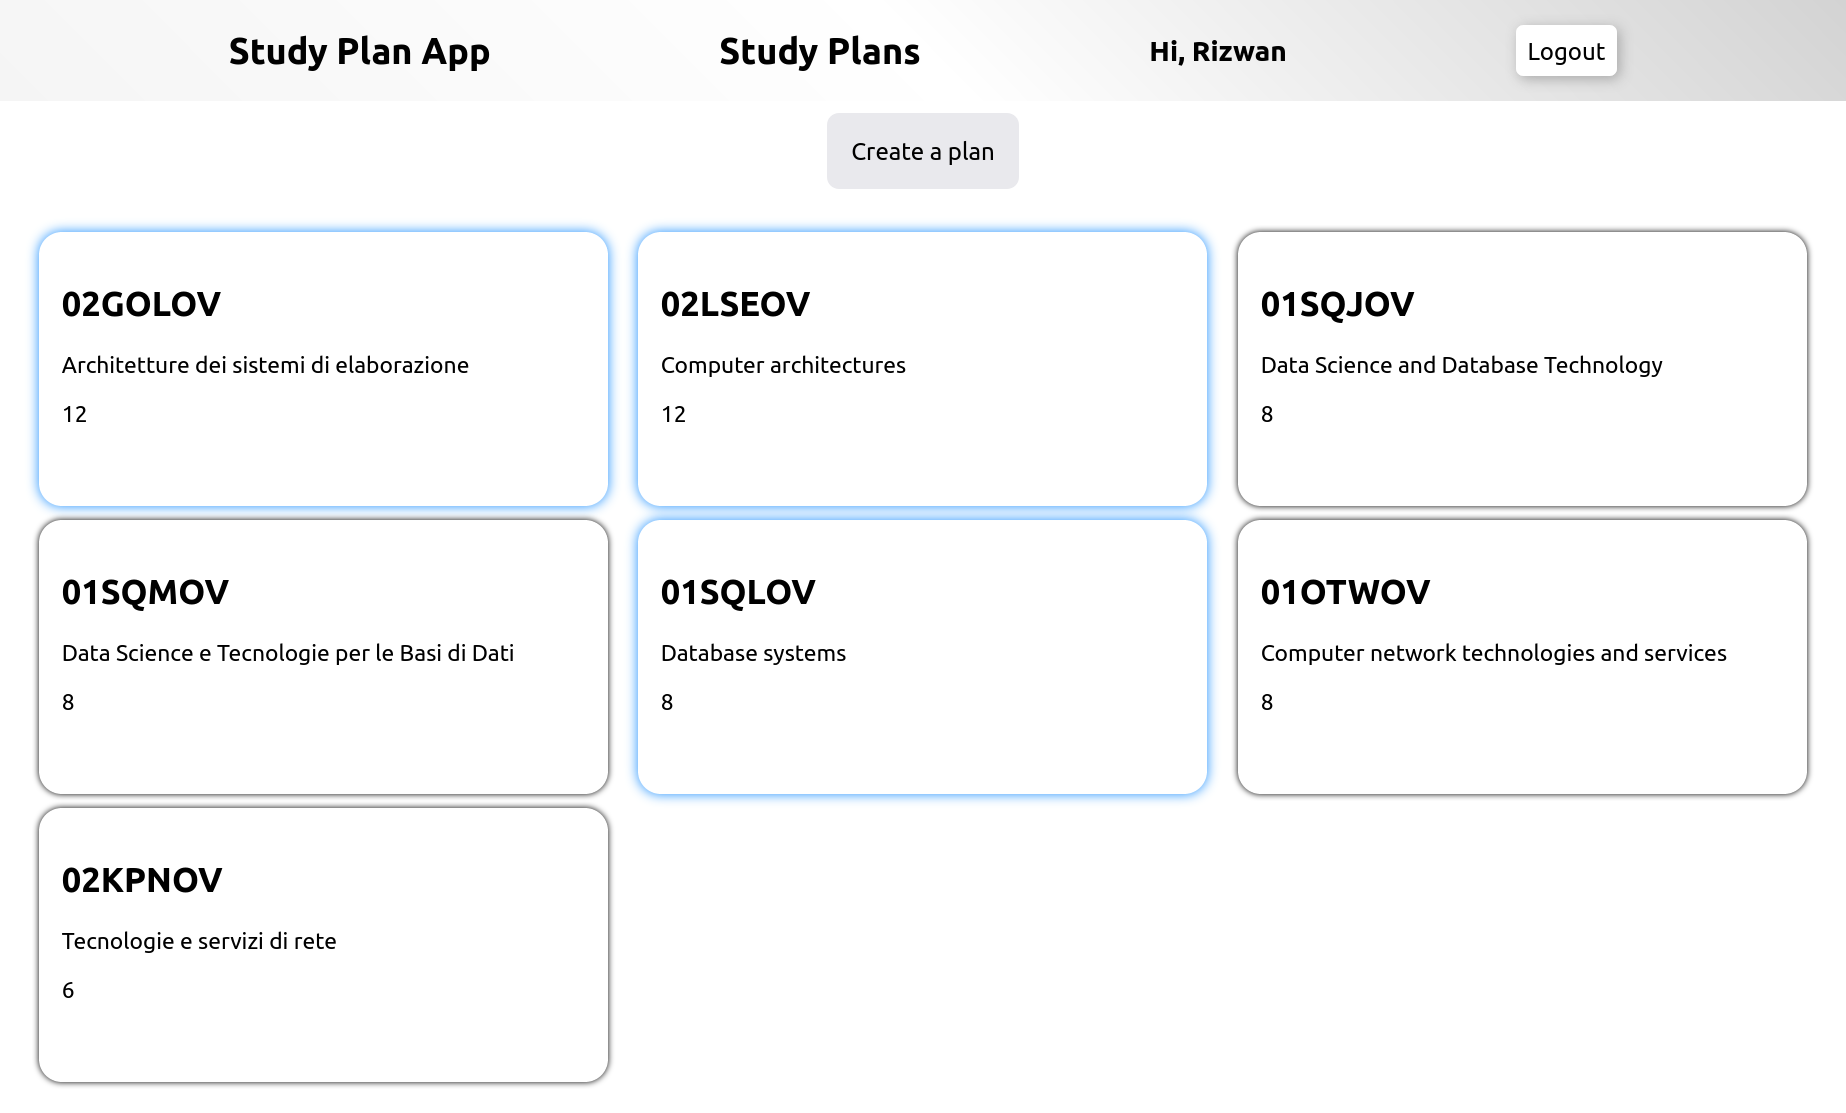 Study Plan App
Study Plans
Hi, Rizwan
Logout
Create a plan
02GOLOV
Architetture dei sistemi di elaborazione
12
02LSEOV
Computer architectures
12
01SQJOV
Data Science and Database Technology
8
01SQMOV
Data Science e Tecnologie per le Basi di Dati
8
01SQLOV
Database systems
8
01OTWOV
Computer network technologies and services
8
02KPNOV
Tecnologie e servizi di rete
6